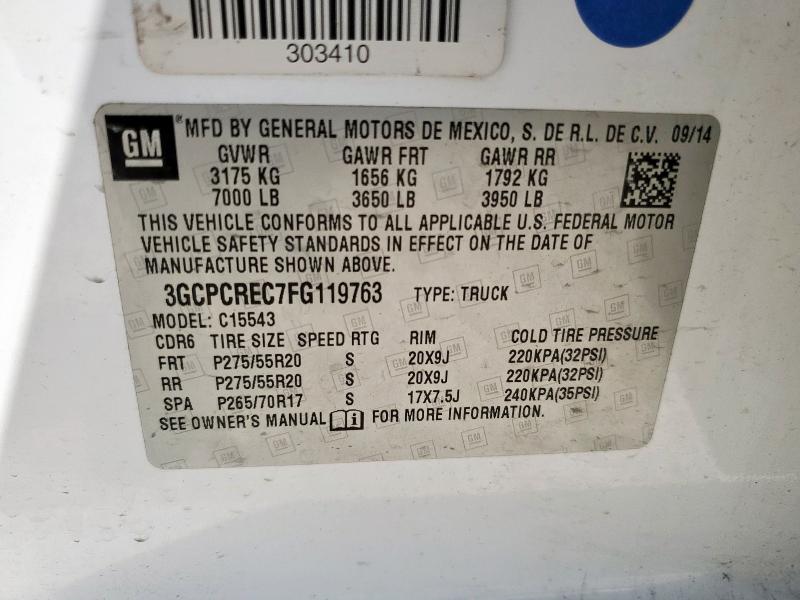 303410
GM MFD BY GENERAL MOTORS DE MEXICO, S. DE R.L. DE C.V. 09/14
GVWR GAWR FRT GAWR RR
3175 KG 1656 KG 1792 KG
7000 LB 3650 LB 3950 LB
THIS VEHICLE CONFORMS TO ALL APPLICABLE U.S. FEDERAL MOTOR
VEHICLE SAFETY STANDARDS IN EFFECT ON THE DATE OF
MANUFACTURE SHOWN ABOVE.
3GCPCREC7FG119763 TYPE: TRUCK
MODEL: C15543
CDR6 TIRE SIZE SPEED RTG RIM COLD TIRE PRESSURE
FRT P275/55R20 S 20X9J 220KPA(32PSI)
RR P275/55R20 S 20X9J 220KPA(32PSI)
SPA P265/70R17 S 17X7.5J 240KPA(35PSI)
SEE OWNER'S MANUAL FOR MORE INFORMATION.